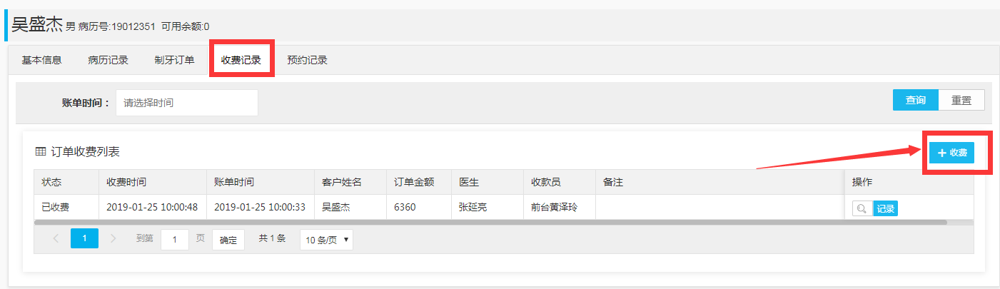 吴盛杰 男 病历号:19012351 可用余额:0
基本信息 病历记录 制牙订单 收费记录 预约记录
账单时间： 请选择时间 查询 重置
订单收费列表 + 收费
状态 收费时间 账单时间 客户姓名 订单金额 医生 收款员 备注 操作
已收费 2019-01-25 10:00:48 2019-01-25 10:00:33 吴盛杰 6360 张延亮 前台黄泽玲 记录
1 到第 1 页 确定 共 1 条 10 条/页